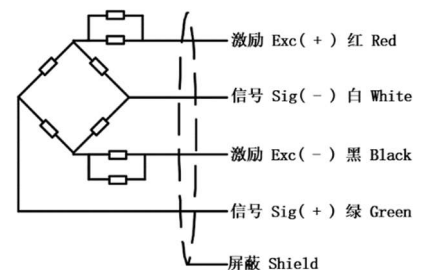 激励 Exc( + ) 红 Red
信号 Sig( - ) 白 White
激励 Exc( - ) 黑 Black
信号 Sig( + ) 绿 Green
屏蔽 Shield